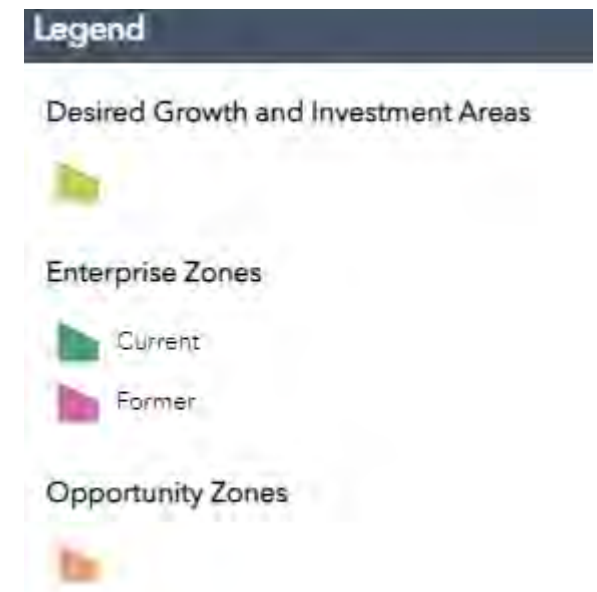 Legend
Desired Growth and Investment Areas
Enterprise Zones
Current
Former
Opportunity Zones